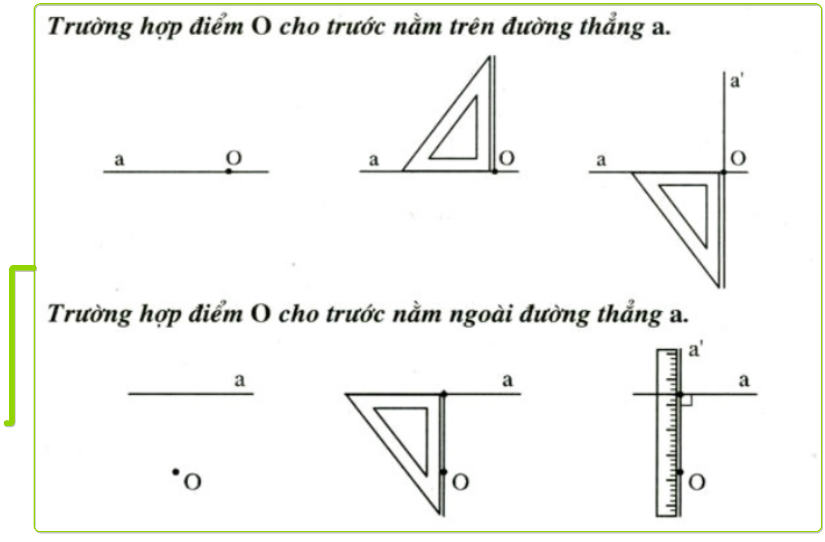 Trường hợp điểm O cho trước nằm trên đường thẳng a.
a'
a O a O a O
Trường hợp điểm O cho trước nằm ngoài đường thẳng a.
a'
a a a
O O O